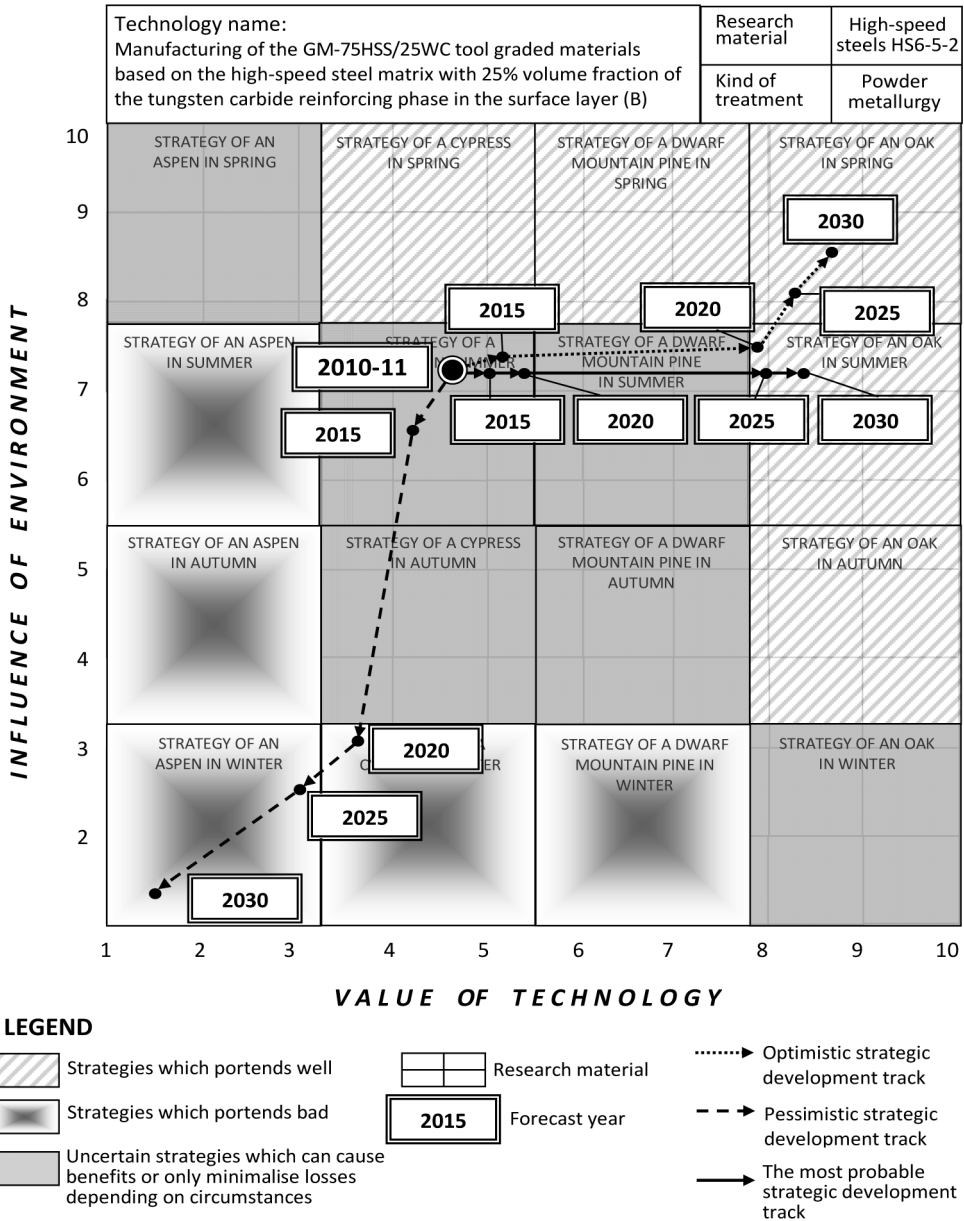 Technology name:
Manufacturing of the GM-75HSS/25WC tool graded materials
based on the high-speed steel matrix with 25% volume fraction of
the tungsten carbide reinforcing phase in the surface layer (B)
Research
material
High-speed
steels HS6-5-2
Kind of
treatment
Powder
metallurgy
INFLUENCE OF ENVIRONMENT
10
9
8
7
6
5
4
3
2
STRATEGY OF AN
ASPEN IN SPRING
STRATEGY OF A CYPRESS
IN SPRING
STRATEGY OF A DWARF
MOUNTAIN PINE IN
SPRING
STRATEGY OF AN OAK
IN SPRING
2030
2015
2020
2025
STRATEGY OF AN ASPEN
IN SUMMER
STRATEGY OF A
STRATEGY OF A DWARF
MOUNTAIN PINE
IN SUMMER
STRATEGY OF AN OAK
IN SUMMER
2010-11
2015
2015
2020
2025
2030
STRATEGY OF AN ASPEN
IN AUTUMN
STRATEGY OF A CYPRESS
IN AUTUMN
STRATEGY OF A DWARF
MOUNTAIN PINE IN
AUTUMN
STRATEGY OF AN OAK
IN AUTUMN
STRATEGY OF AN
ASPEN IN WINTER
STRATEGY OF A DWARF
MOUNTAIN PINE IN
WINTER
STRATEGY OF AN OAK
IN WINTER
2020
2025
2030
1 2 3 4 5 6 7 8 9 10
VALUE OF TECHNOLOGY
LEGEND
Strategies which portends well
Strategies which portends bad
Uncertain strategies which can cause
benefits or only minimalise losses
depending on circumstances
Research material
2015
Forecast year
Optimistic strategic
development track
Pessimistic strategic
development track
The most probable
strategic development
track